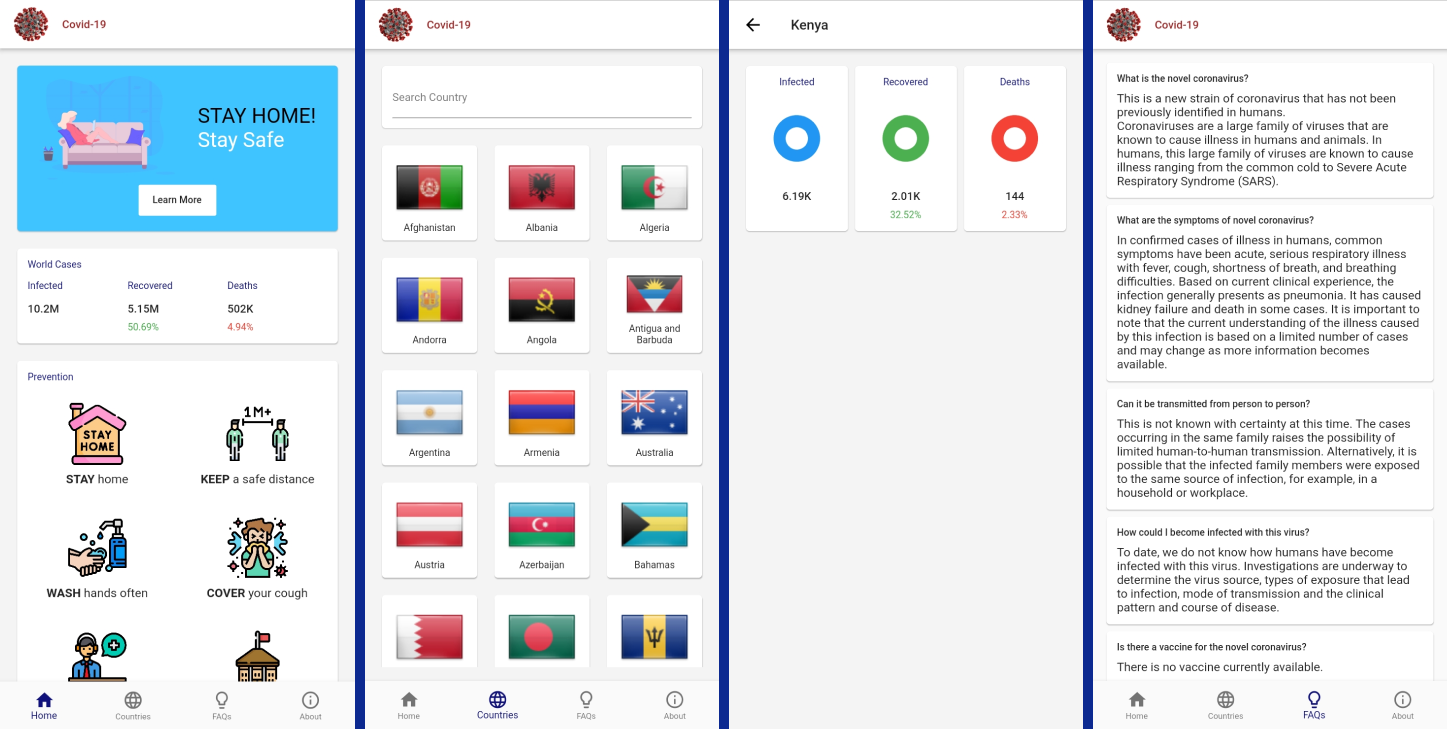 Covid-19
STAY HOME!
Stay Safe
Learn More
World Cases
Infected Recovered Deaths
10.2M 5.15M 502K
50.69% 4.94%
Prevention
STAY
HOME
1M+
STAY home KEEP a safe distance
WASH hands often COVER your cough
Home Countries FAQs About
Covid-19
Search Country
Afghanistan Albania Algeria
Andorra Angola Antigua and
Barbuda
Argentina Armenia Australia
Austria Azerbaijan Bahamas
Home Countries FAQs About
Kenya
Infected Recovered Deaths
6.19K 2.01K 144
32.52% 2.33%
Covid-19
What is the novel coronavirus?
This is a new strain of coronavirus that has not been
previously identified in humans.
Coronaviruses are a large family of viruses that are
known to cause illness in humans and animals. In
humans, this large family of viruses are known to cause
illness ranging from the common cold to Severe Acute
Respiratory Syndrome (SARS).
What are the symptoms of novel coronavirus?
In confirmed cases of illness in humans, common
symptoms have been acute, serious respiratory illness
with fever, cough, shortness of breath, and breathing
difficulties. Based on current clinical experience, the
infection generally presents as pneumonia. It has caused
kidney failure and death in some cases. It is important to
note that the current understanding of the illness caused
by this infection is based on a limited number of cases
and may change as more information becomes
available.
Can it be transmitted from person to person?
This is not known with certainty at this time. The cases
occurring in the same family raises the possibility of
limited human-to-human transmission. Alternatively, it is
possible that the infected family members were exposed
to the same source of infection, for example, in a
household or workplace.
How could I become infected with this virus?
To date, we do not know how humans have become
infected with this virus. Investigations are underway to
determine the virus source, types of exposure that lead
to infection, mode of transmission and the clinical
pattern and course of disease.
Is there a vaccine for the novel coronavirus?
There is no vaccine currently available.
Home Countries FAQs About